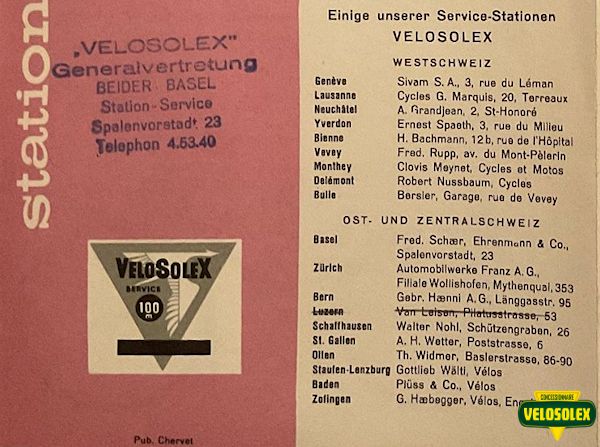 station
„VELOSOLEX"
Generalvertretung
BEIDER BASEL
Station-Service
Spalenvorstadt 23
Telephon 4.53.40
VELOSOLEX
SERVICE
100
m
Pub. Chervet
Einige unserer Service-Stationen
VELOSOLEX
WESTSCHWEIZ
Genève Sivam S. A., 3, rue du Léman
Lausanne Cycles G. Marquis, 20, Terreaux
Neuchâtel A. Grandjean, 2, St-Honoré
Yverdon Ernest Spaeth, 3, rue du Milieu
Bienne H. Bachmann, 12b, rue de l'Hôpital
Vevey Fred. Rupp, av. du Mont-Pèlerin
Monthey Clovis Meynet, Cycles et Motos
Delémont Robert Nussbaum, Cycles
Bulle Bersier, Garage, rue de Vevey
OST- UND ZENTRALSCHWEIZ
Basel Fred. Schær, Ehrenmann & Co.,
Spalenvorstadt, 23
Zürich Automobilwerke Franz A. G.,
Filiale Wollishofen, Mythenquai, 353
Bern Gebr. Hænni A. G., Länggasstr. 95
Luzern Van Leisen, Pilatusstrasse, 53
Schaffhausen Walter Nohl, Schützengraben, 26
St. Gallen A. H. Wetter, Poststrasse, 6
Olten Th. Widmer, Baslerstrasse, 86-90
Staufen-Lenzburg Gottlieb Wälti, Vélos
Baden Plüss & Co., Vélos
Zofingen G. Hæbegger, Vélos,
CONCESSIONNAIRE
VELOSOLEX